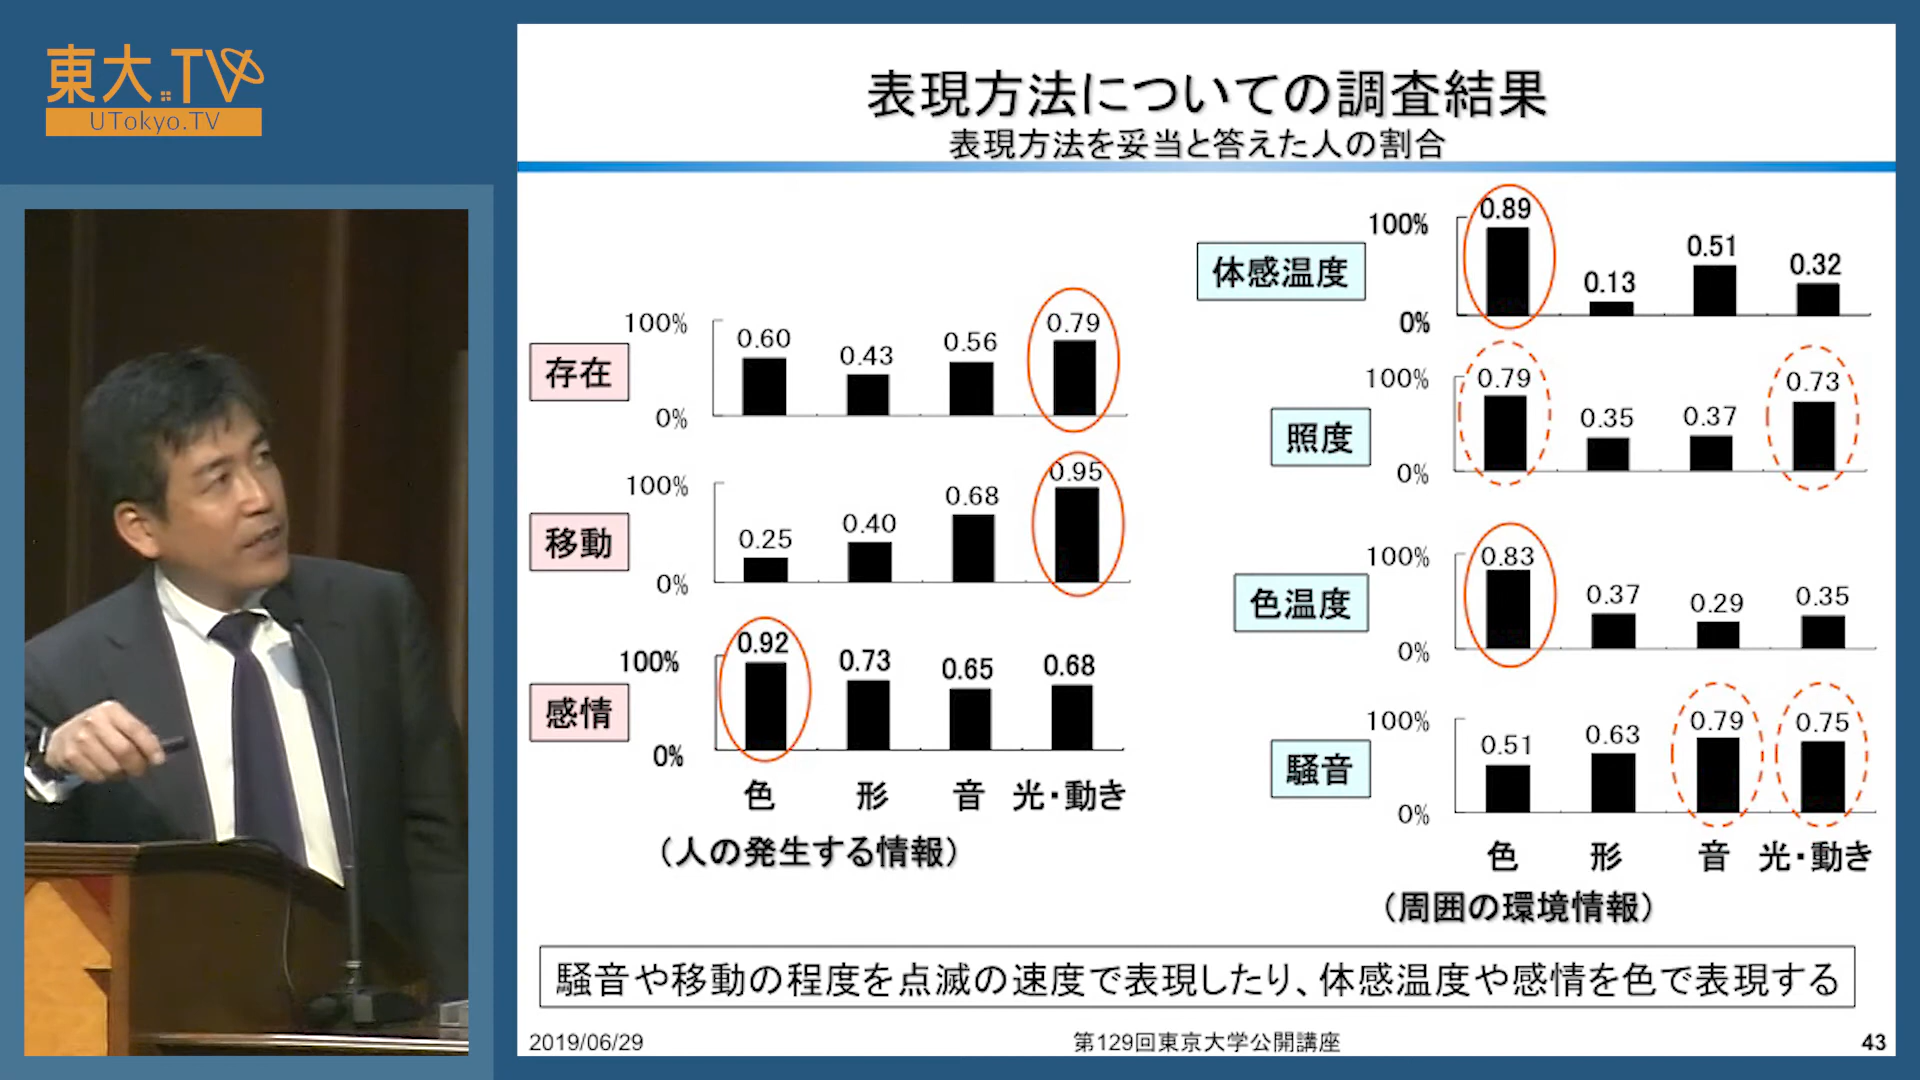 東大TV
UTokyo.TV
表現方法についての調査結果
表現方法を妥当と答えた人の割合
存在
100%
0%
0.60
0.43
0.56
0.79
移動
100%
0%
0.25
0.40
0.68
0.95
感情
100%
0%
0.92
0.73
0.65
0.68
色
形
音
光・動き
（人の発生する情報）
体感温度
100%
0%
0.89
0.13
0.51
0.32
照度
100%
0%
0.79
0.35
0.37
0.73
色温度
100%
0%
0.83
0.37
0.29
0.35
騒音
100%
0%
0.51
0.63
0.79
0.75
色
形
音
光・動き
（周囲の環境情報）
騒音や移動の程度を点滅の速度で表現したり、体感温度や感情を色で表現する
2019/06/29
第129回東京大学公開講座
43